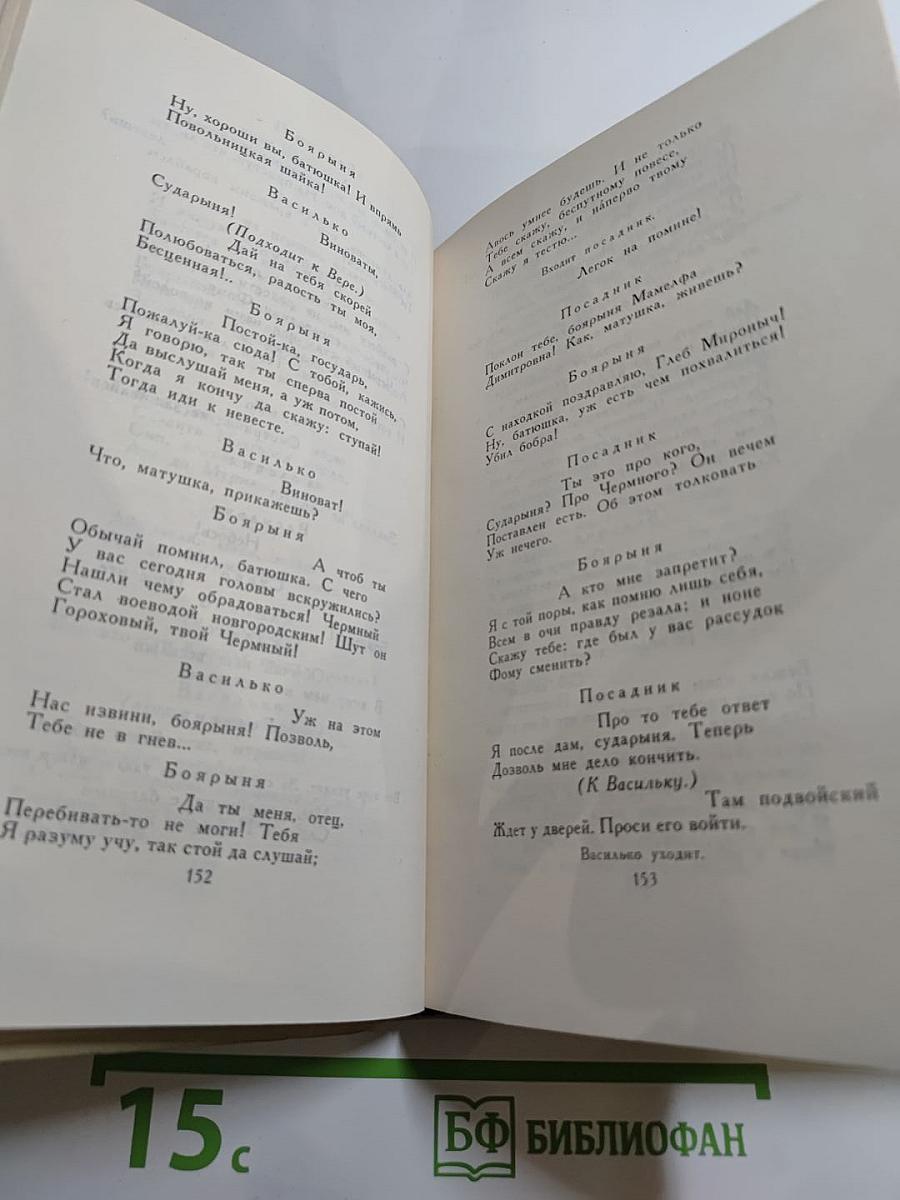 Боярыня
Ну, хороши вы, батюшка! И впрямь
Повольницкая шайка!
Василько
Виноваты,
Сударыня!
(Подходит к Вере.)
Дай на тебя скорей
Полюбоваться, радость ты моя,
Бесценная!..
Боярыня
Постой-ка, государь,
Пожалуй-ка сюда! С тобой, кажись,
Я говорю, так ты сперва постой
Да выслушай меня, а уж потом,
Когда я кончу да скажу: ступай!
Тогда иди к невесте.
Василько
Виноват!
Что, матушка, прикажешь?
Боярыня
А чтоб ты
Обычай помнил, батюшка. С чего
У вас сегодня головы вскружились?
Нашли чему обрадоваться! Чермный
Стал воеводой новгородским! Шут он
Гороховый, твой Чермный!
Василько
Уж на этом
Нас извини, боярыня! Позволь,
Тебе не в гнев...
Боярыня
Да ты меня, отец,
Перебивать-то не моги! Тебя
Я разуму учу, так стой да слушай;
152
Авось умнее будешь. И не только
Тебе скажу, беспутному повесе,
А всем скажу, и на́перво твому
Скажу я тестю...
Входит посадник.
Легок на помине!
Посадник
Поклон тебе, боярыня Мамелфа
Димитровна! Как, матушка, живешь?
Боярыня
С находкой поздравляю, Глеб Мироныч!
Ну, батюшка, уж есть чем похвалиться!
Убил бобра!
Посадник
Ты это про кого,
Сударыня? Про Чермного? Он вечем
Поставлен есть. Об этом толковать
Уж нечего.
Боярыня
А кто мне запретит?
Я с той поры, как помню лишь себя,
Всем в очи правду резала; и ноне
Скажу тебе: где был у вас рассудок
Фому сменить?
Посадник
Про то тебе ответ
Я после дам, сударыня. Теперь
Дозволь мне дело кончить.
(К Васильку.)
Там подвойский
Ждет у дверей. Проси его войти.
Василько уходит.
153
15 с
БФ БИБЛИОФАН